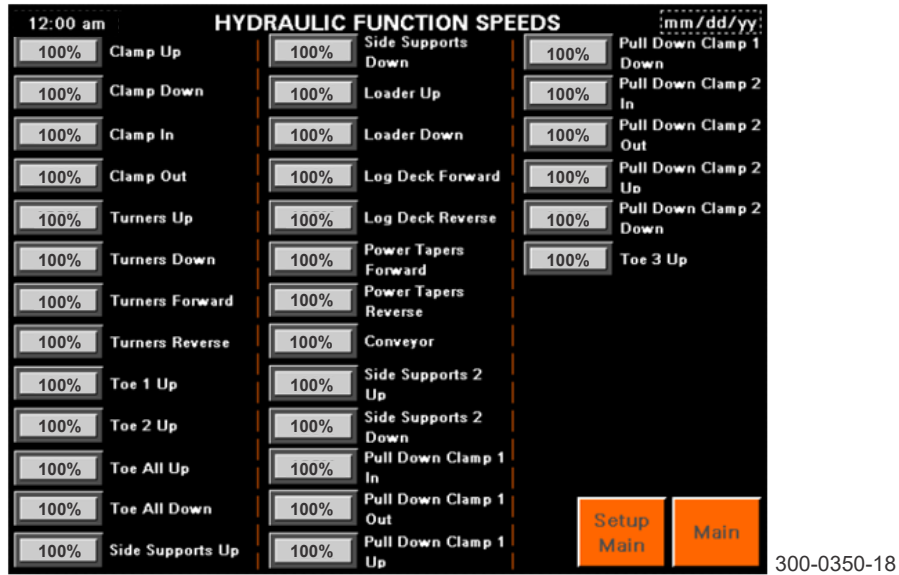 12:00 am HYDRAULIC FUNCTION SPEEDS mm/dd/yy
100% Clamp Up
100% Clamp Down
100% Clamp In
100% Clamp Out
100% Turners Up
100% Turners Down
100% Turners Forward
100% Turners Reverse
100% Toe 1 Up
100% Toe 2 Up
100% Toe All Up
100% Toe All Down
100% Side Supports Up
100% Side Supports
Down
100% Loader Up
100% Loader Down
100% Log Deck Forward
100% Log Deck Reverse
100% Power Tapers
Forward
100% Power Tapers
Reverse
100% Conveyor
100% Side Supports 2
Up
100% Side Supports 2
Down
100% Pull Down Clamp 1
In
100% Pull Down Clamp 1
Out
100% Pull Down Clamp 1
Up
100% Pull Down Clamp 1
Down
100% Pull Down Clamp 2
In
100% Pull Down Clamp 2
Out
100% Pull Down Clamp 2
Up
100% Pull Down Clamp 2
Down
100% Toe 3 Up
Setup
Main
Main
300-0350-18